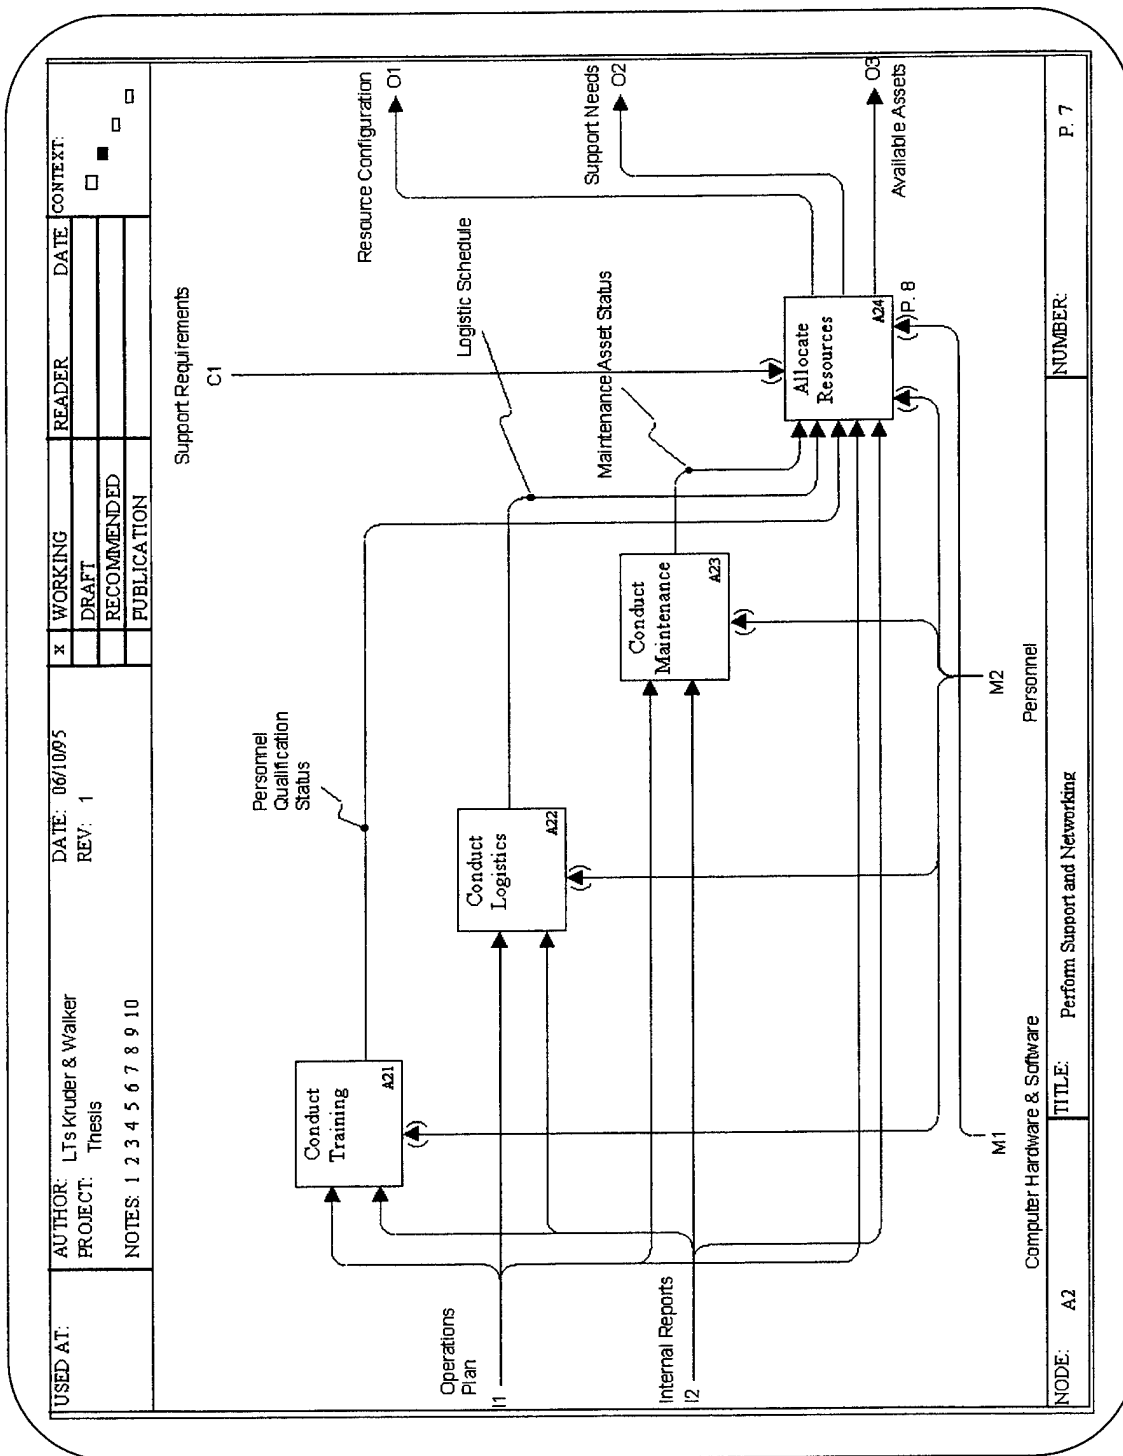 USED AT:
AUTHOR: LTs Kruder & Walker
PROJECT: Thesis
NOTES: 1 2 3 4 5 6 7 8 9 10
DATE: 06/10/95
REV: 1
x WORKING
DRAFT
RECOMMENDED
PUBLICATION
READER DATE
CONTEXT:
Support Requirements
C1
Resource Configuration
O1
Personnel
Qualification
Status
Logistic Schedule
Conduct
Training
A21
Operations
Plan
I1
Conduct
Logistics
A22
Maintenance Asset Status
Support Needs
O2
Conduct
Maintenance
A23
Internal Reports
I2
Allocate
Resources
A24
P. 8
O3
Available Assets
M1
Computer Hardware & Software
M2
Personnel
NODE: A2
TITLE: Perform Support and Networking
NUMBER: P. 7